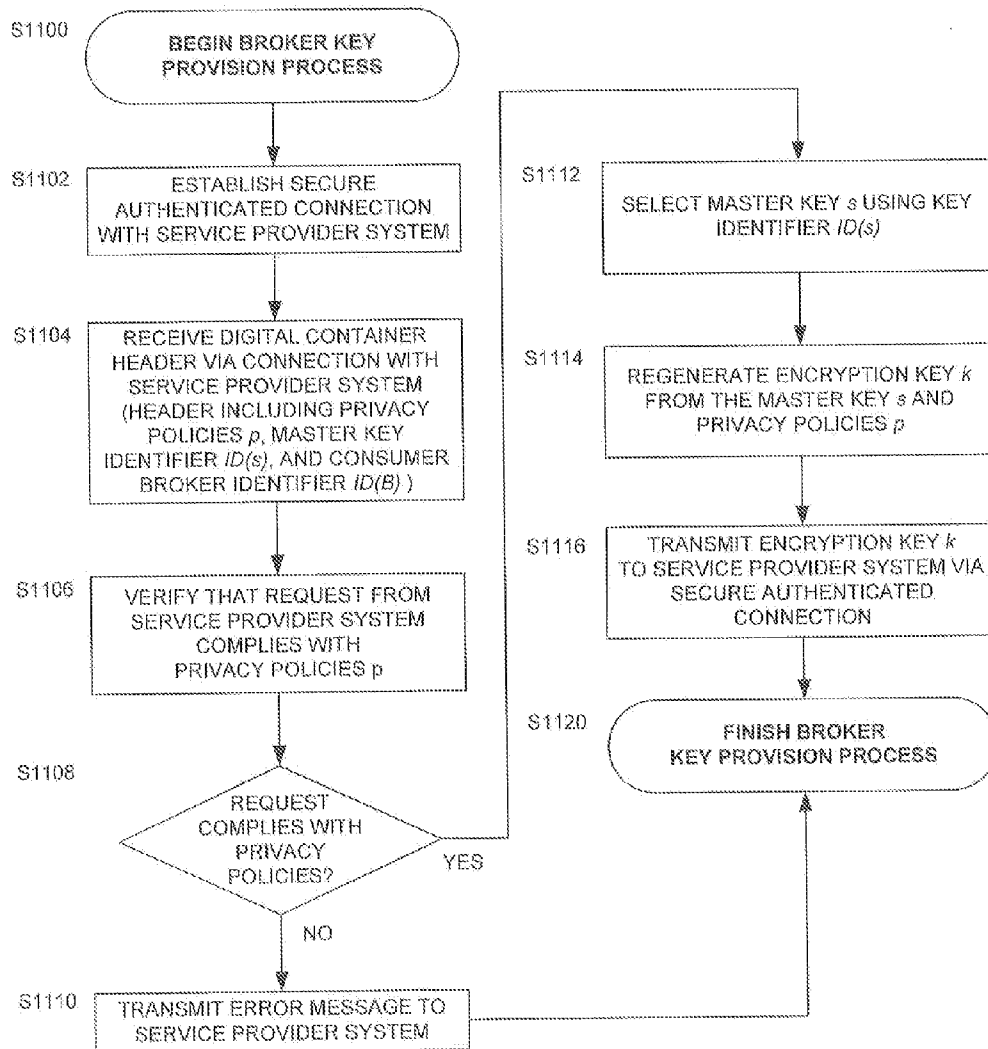 S1100
BEGIN BROKER KEY
PROVISION PROCESS
S1102
ESTABLISH SECURE
AUTHENTICATED CONNECTION
WITH SERVICE PROVIDER SYSTEM
S1104
RECEIVE DIGITAL CONTAINER
HEADER VIA CONNECTION WITH
SERVICE PROVIDER SYSTEM
(HEADER INCLUDING PRIVACY
POLICIES p, MASTER KEY
IDENTIFIER ID(s), AND CONSUMER
BROKER IDENTIFIER ID(B) )
S1106
VERIFY THAT REQUEST FROM
SERVICE PROVIDER SYSTEM
COMPLIES WITH
PRIVACY POLICIES p
S1108
REQUEST
COMPLIES WITH
PRIVACY
POLICIES?
YES
NO
S1110
TRANSMIT ERROR MESSAGE TO
SERVICE PROVIDER SYSTEM
S1112
SELECT MASTER KEY s USING KEY
IDENTIFIER ID(s)
S1114
REGENERATE ENCRYPTION KEY k
FROM THE MASTER KEY s AND
PRIVACY POLICIES p
S1116
TRANSMIT ENCRYPTION KEY k
TO SERVICE PROVIDER SYSTEM VIA
SECURE AUTHENTICATED
CONNECTION
S1120
FINISH BROKER
KEY PROVISION PROCESS